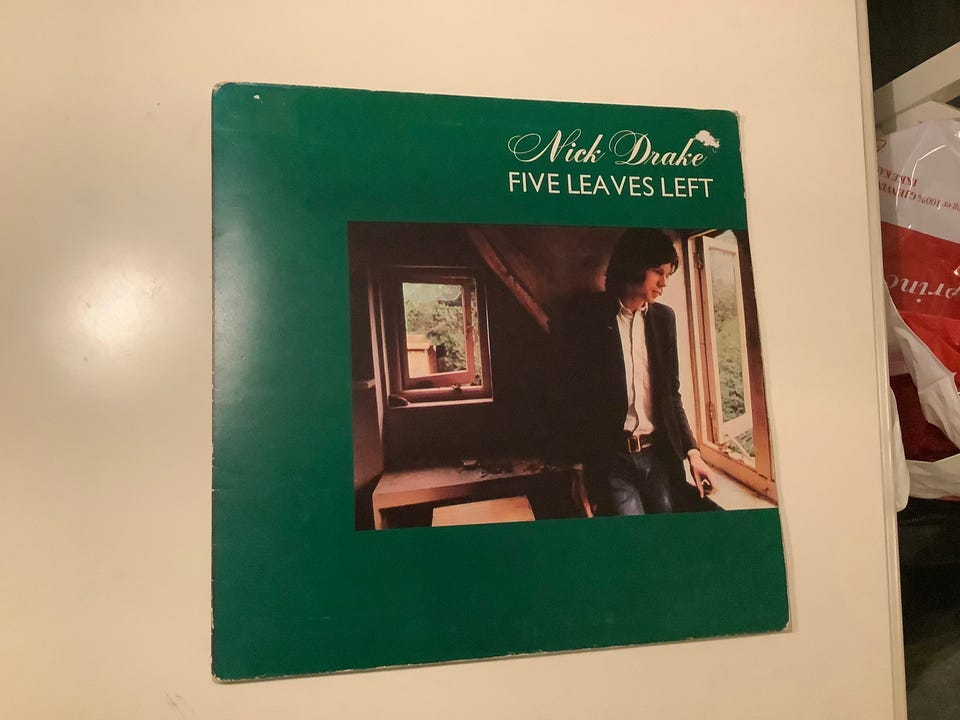 Nick Drake
FIVE LEAVES LEFT